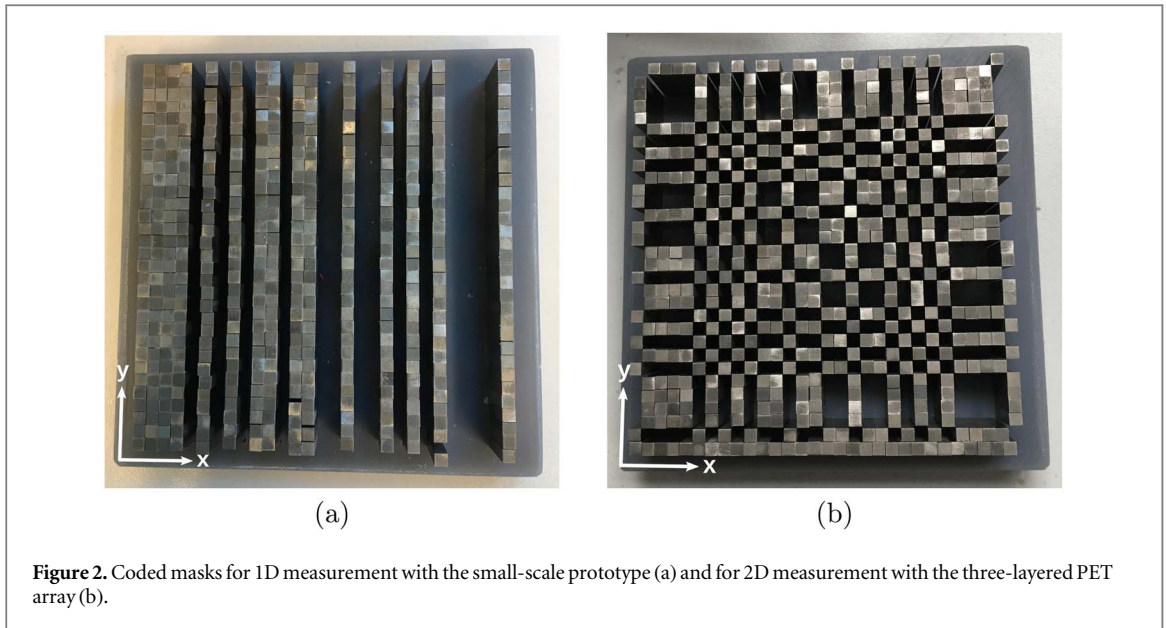 y
x
y
x
(a)
(b)
Figure 2. Coded masks for 1D measurement with the small-scale prototype (a) and for 2D measurement with the three-layered PET
array (b).